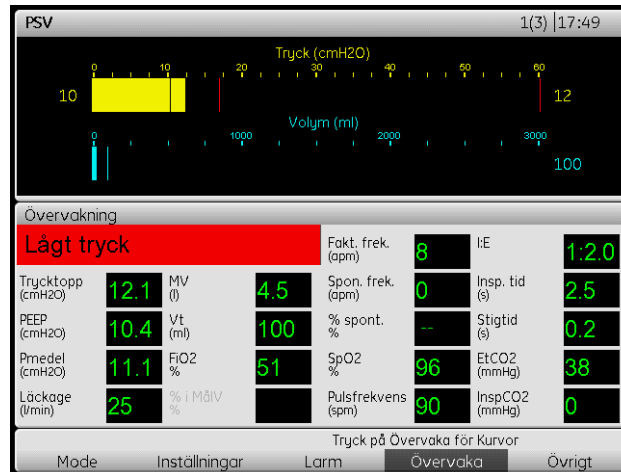 PSV 1(3) 17:49
Tryck (cmH2O)
0 10 20 30 40 50 60
10 12
Volym (ml)
0 1000 2000 3000
100
Övervakning
Lågt tryck Fakt. frek. (apm) 8 I:E 1:2.0
Trycktopp (cmH2O) 12.1 MV (l) 4.5 Spon. frek. (apm) 0 Insp. tid (s) 2.5
PEEP (cmH2O) 10.4 Vt (ml) 100 % spont. % -- Stigtid (s) 0.2
Pmedel (cmH2O) 11.1 FiO2 % 51 SpO2 % 96 EtCO2 (mmHg) 38
Läckage (l/min) 25 % i MålV % Pulsfrekvens (spm) 90 InspCO2 (mmHg) 0
Tryck på Övervaka för Kurvor
Mode Inställningar Larm Övervaka Övrigt